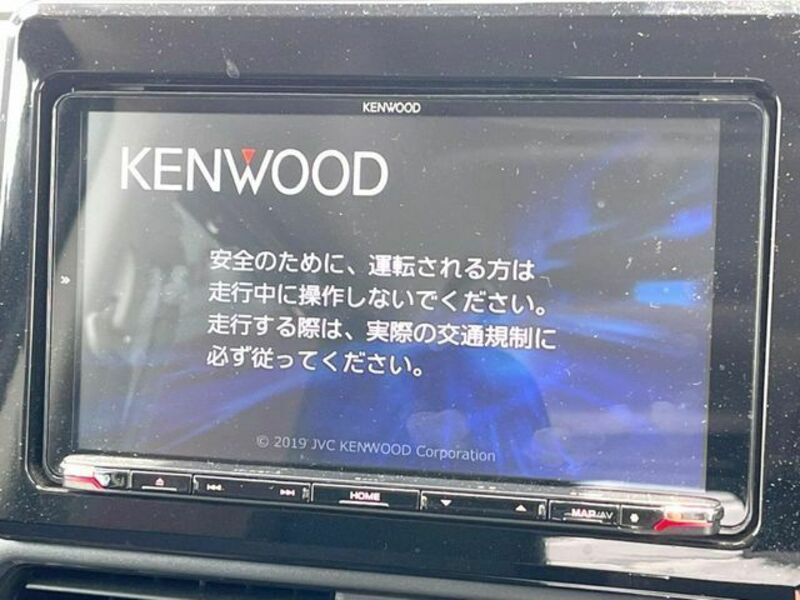 KENWOOD
KENWOOD
安全のために、運転される方は
走行中に操作しないでください。
走行する際は、実際の交通規制に
必ず従ってください。
© 2019 JVC KENWOOD Corporation
HOME
MAP/AV